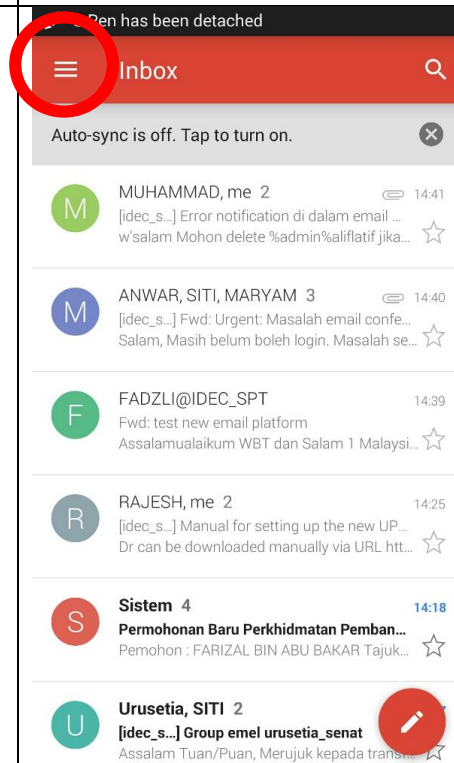 Pen has been detached
Inbox
Auto-sync is off. Tap to turn on.
M
MUHAMMAD, me 2
14:41
[idec_s...] Error notification di dalam email ...
w'salam Mohon delete %admin%aliflatif jika...
M
ANWAR, SITI, MARYAM 3
14:40
[idec_s...] Fwd: Urgent: Masalah email confe...
Salam, Masih belum boleh login. Masalah se...
F
FADZLI@IDEC_SPT
14:39
Fwd: test new email platform
Assalamualaikum WBT dan Salam 1 Malaysi...
R
RAJESH, me 2
14:25
[idec_s...] Manual for setting up the new UP...
Dr can be downloaded manually via URL htt...
S
Sistem 4
14:18
Permohonan Baru Perkhidmatan Pemban...
Pemohon : FARIZAL BIN ABU BAKAR Tajuk...
U
Urusetia, SITI 2
[idec_s...] Group emel urusetia_senat
Assalam Tuan/Puan, Merujuk kepada